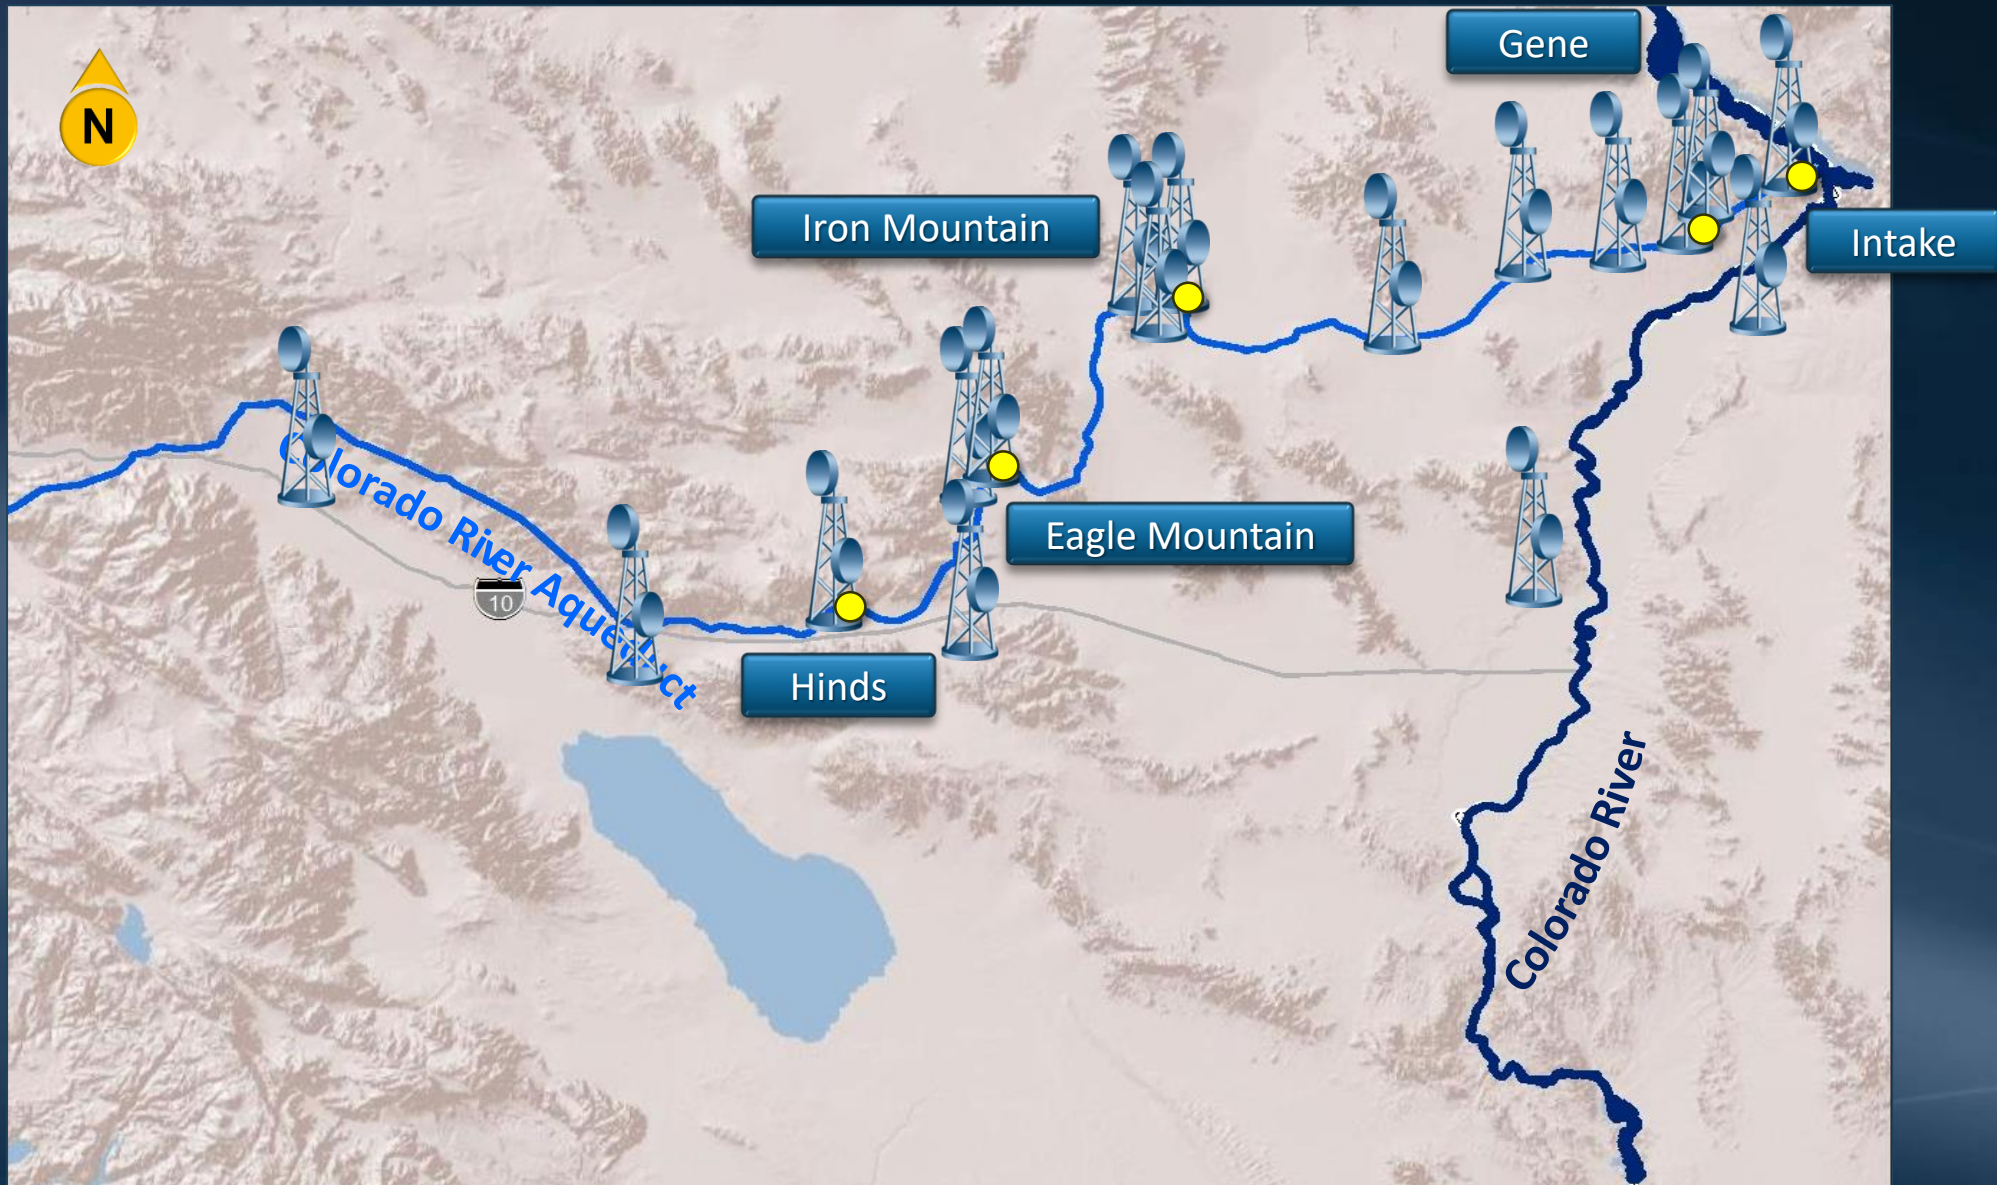 Gene
N
Iron Mountain
Intake
Colorado River Aqueduct
Eagle Mountain
10
Hinds
Colorado River